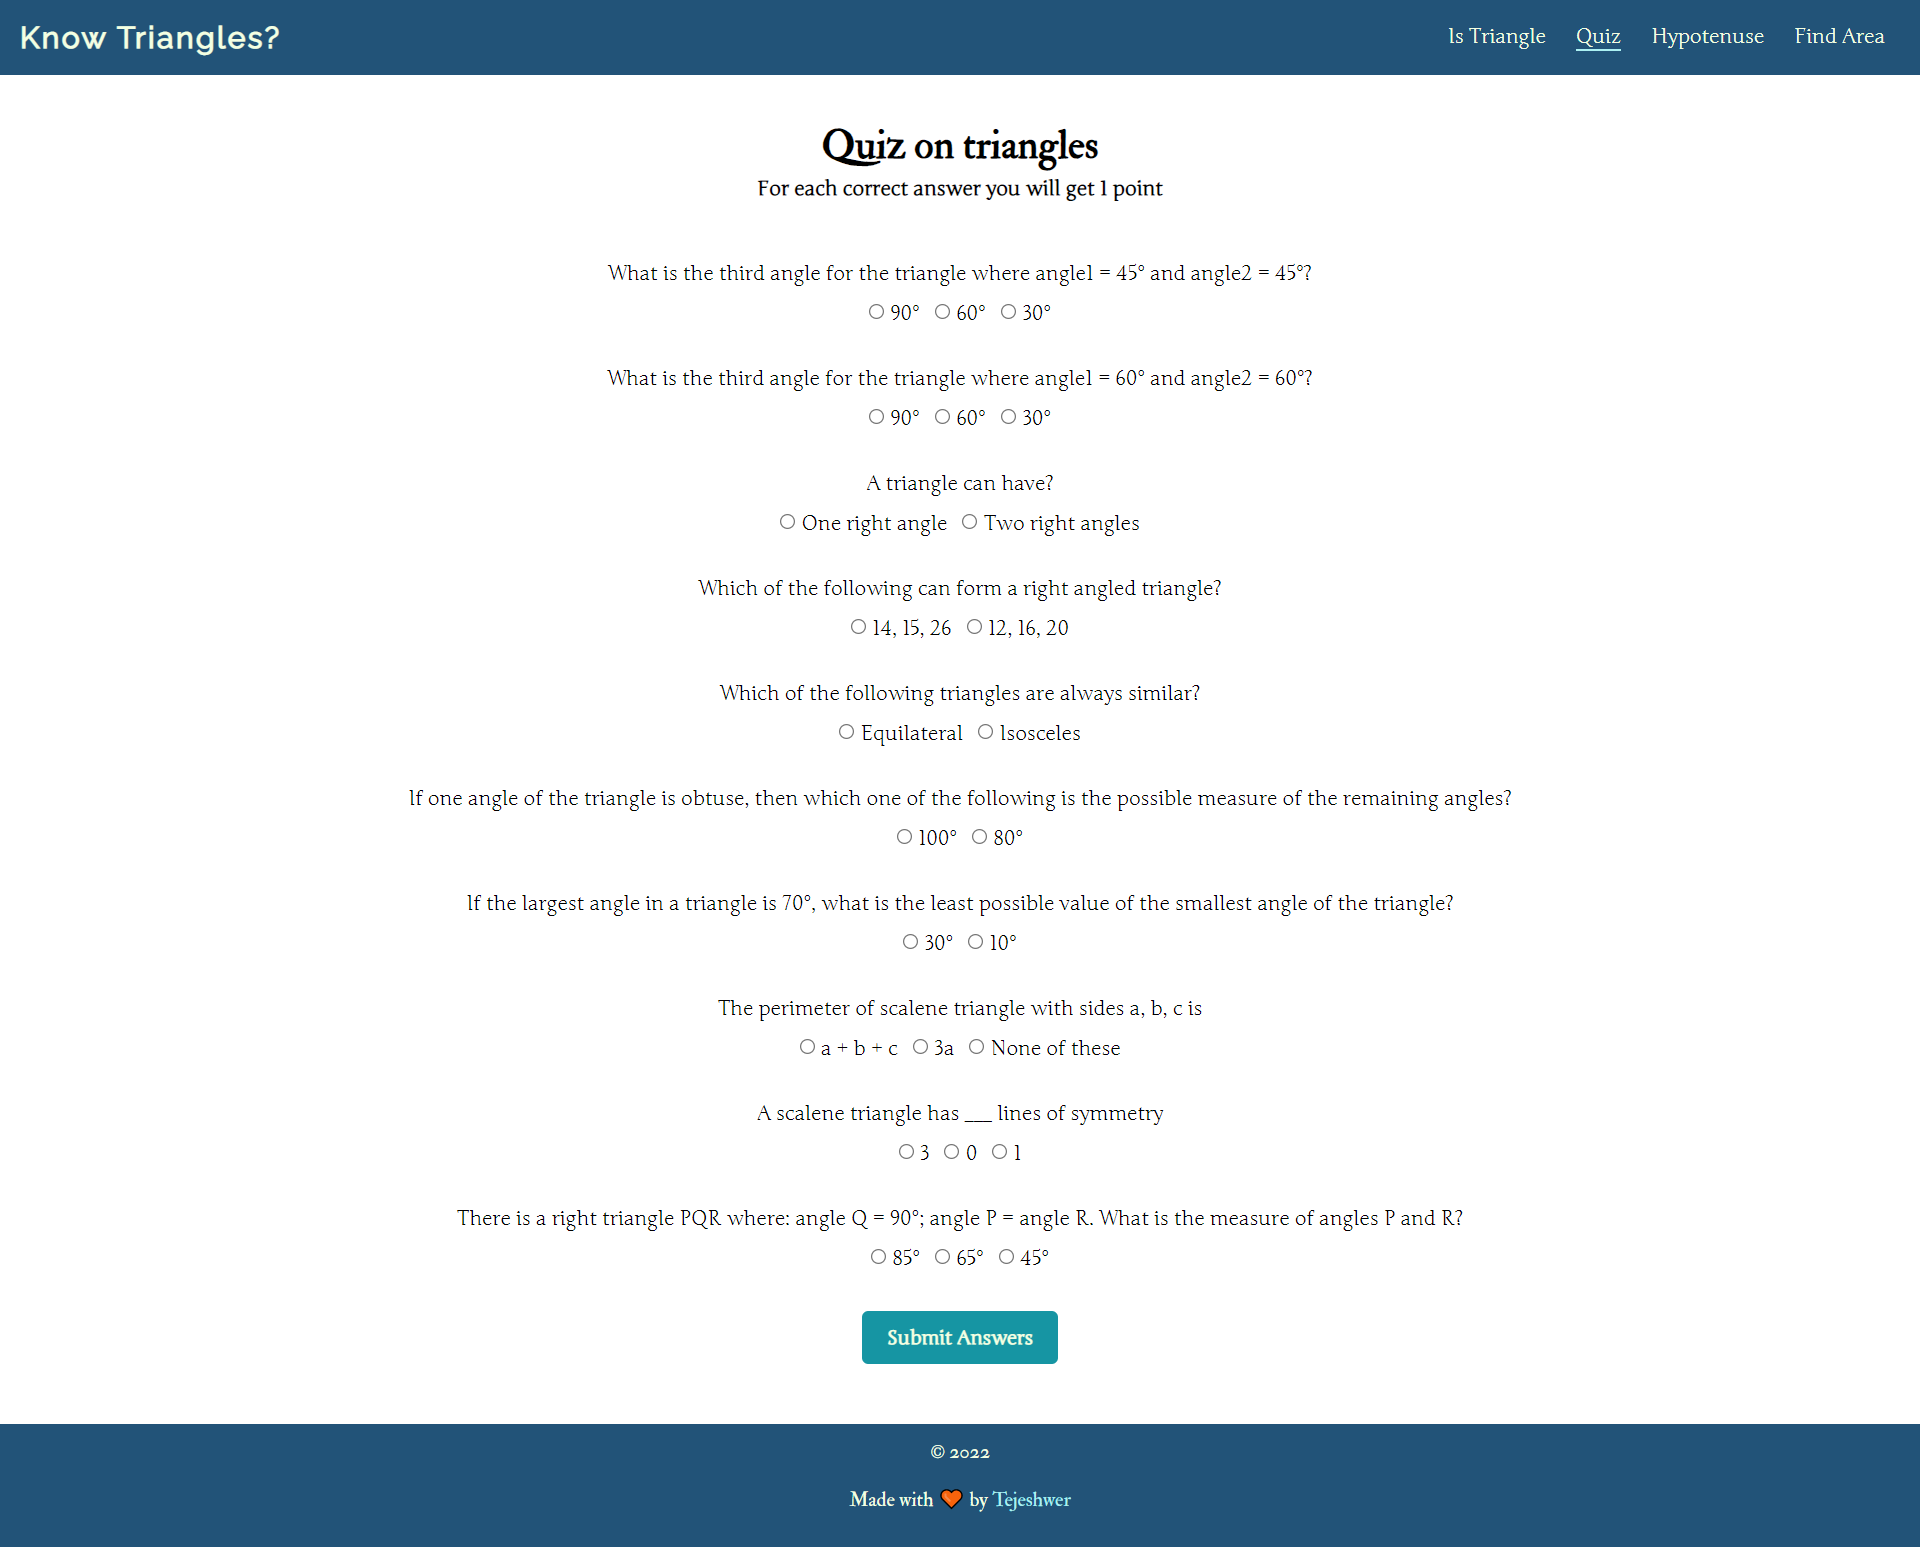 Know Triangles?
Is Triangle Quiz Hypotenuse Find Area
Quiz on triangles
For each correct answer you will get 1 point
What is the third angle for the triangle where angle1 = 45° and angle2 = 45°?
90° 60° 30°
What is the third angle for the triangle where angle1 = 60° and angle2 = 60°?
90° 60° 30°
A triangle can have?
One right angle Two right angles
Which of the following can form a right angled triangle?
14, 15, 26 12, 16, 20
Which of the following triangles are always similar?
Equilateral Isosceles
If one angle of the triangle is obtuse, then which one of the following is the possible measure of the remaining angles?
100° 80°
If the largest angle in a triangle is 70°, what is the least possible value of the smallest angle of the triangle?
30° 10°
The perimeter of scalene triangle with sides a, b, c is
a + b + c 3a None of these
A scalene triangle has ___ lines of symmetry
3 0 1
There is a right triangle PQR where: angle Q = 90°; angle P = angle R. What is the measure of angles P and R?
85° 65° 45°
Submit Answers
© 2022
Made with 🧡 by Tejeshwer